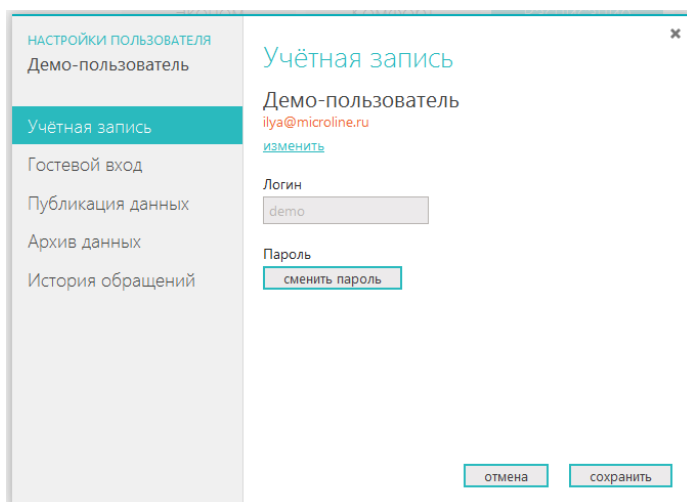 НАСТРОЙКИ ПОЛЬЗОВАТЕЛЯ
Демо-пользователь
Учётная запись
Гостевой вход
Публикация данных
Архив данных
История обращений
Учётная запись
Демо-пользователь
ilya@microline.ru
изменить
Логин
demo
Пароль
сменить пароль
отмена
сохранить